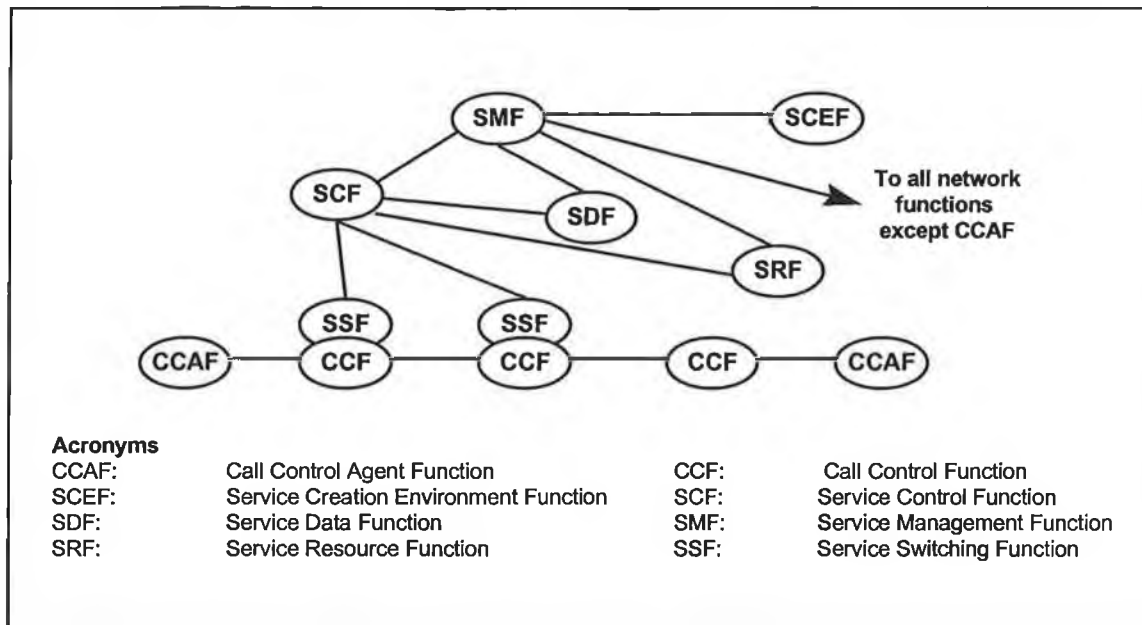 SMF
SCEF
SCF
SDF
To all network
functions
except CCAF
SRF
SSF
SSF
CCAF
CCF
CCF
CCF
CCAF
Acronyms
CCAF: Call Control Agent Function CCF: Call Control Function
SCEF: Service Creation Environment Function SCF: Service Control Function
SDF: Service Data Function SMF: Service Management Function
SRF: Service Resource Function SSF: Service Switching Function